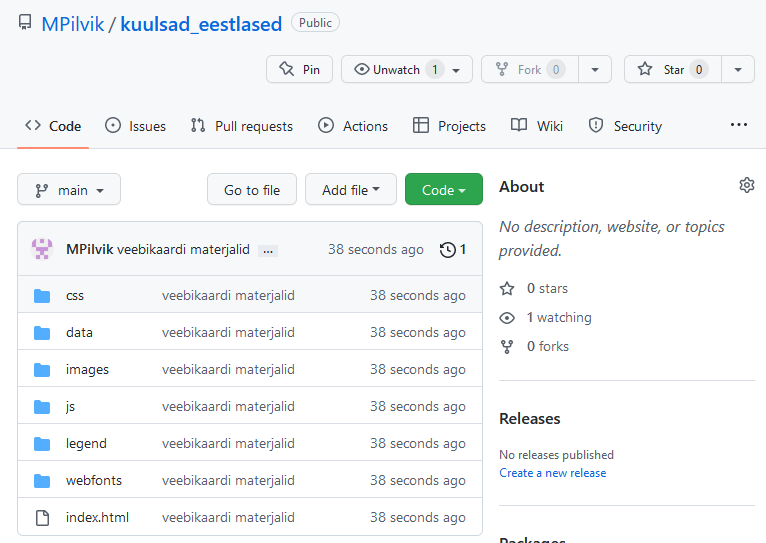 MPilvik / kuulsad_eestlased Public
Pin Unwatch 1 Fork 0 Star 0
Code Issues Pull requests Actions Projects Wiki Security ...
main Go to file Add file Code
MPilvik veebikaardi materjalid ... 38 seconds ago 1
css veebikaardi materjalid 38 seconds ago
data veebikaardi materjalid 38 seconds ago
images veebikaardi materjalid 38 seconds ago
js veebikaardi materjalid 38 seconds ago
legend veebikaardi materjalid 38 seconds ago
webfonts veebikaardi materjalid 38 seconds ago
index.html veebikaardi materjalid 38 seconds ago
About
No description, website, or topics
provided.
0 stars
1 watching
0 forks
Releases
No releases published
Create a new release
Packages